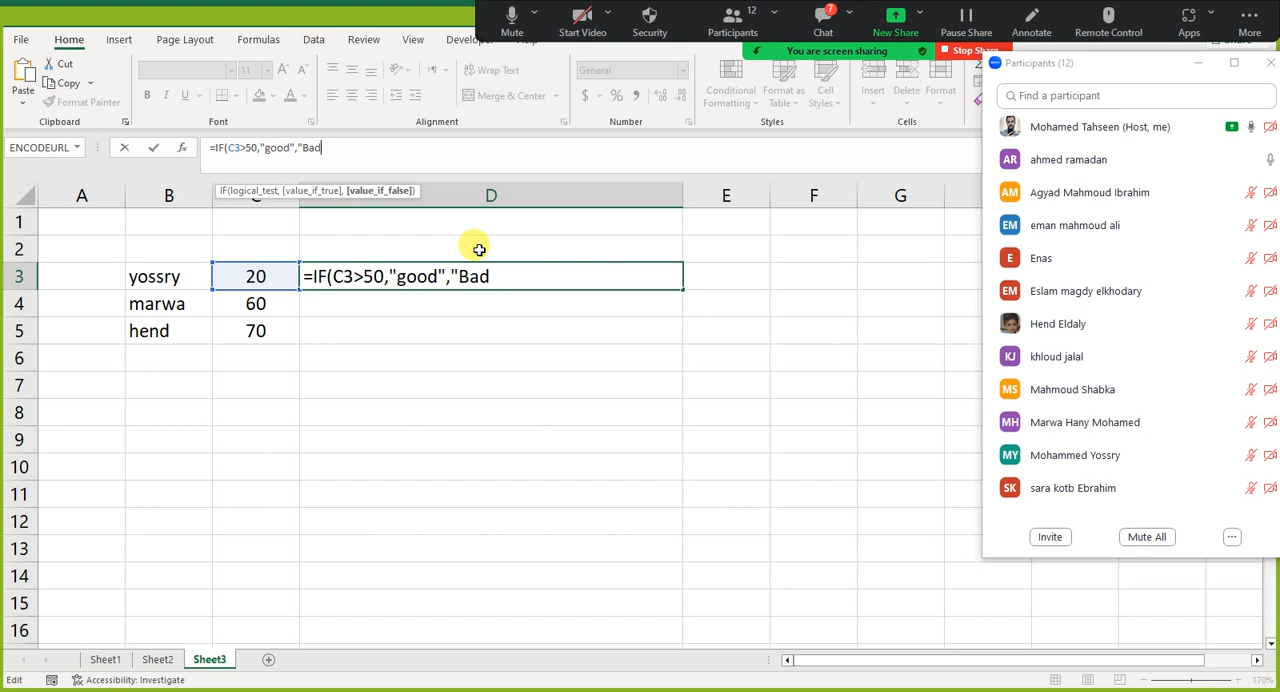 Mute
Start Video
Security
12
Participants
7
Chat
New Share
Pause Share
Annotate
Remote Control
Apps
More
You are screen sharing
Stop Share
File
Home
Insert
Page Layout
Formulas
Data
Review
View
Paste
Cut
Copy
Format Painter
Clipboard
11
B I U
Font
Wrap Text
Merge & Center
Alignment
General
$ % ,
Number
Conditional Formatting
Format as Table
Cell Styles
Styles
Insert
Delete
Format
Cells
ENCODEURL
fx
=IF(C3>50,"good","Bad
IF(logical_test, [value_if_true], [value_if_false])
A B D E F G
1
2
3 yossry 20 =IF(C3>50,"good","Bad
4 marwa 60
5 hend 70
6
7
8
9
10
11
12
13
14
15
16
Sheet1 Sheet2 Sheet3
Edit
Accessibility: Investigate
170%
Participants (12)
Find a participant
Mohamed Tahseen (Host, me)
AR ahmed ramadan
AM Agyad Mahmoud Ibrahim
EM eman mahmoud ali
E Enas
EM Eslam magdy elkhodary
Hend Eldaly
KJ khloud jalal
MS Mahmoud Shabka
MH Marwa Hany Mohamed
MY Mohammed Yossry
SK sara kotb Ebrahim
Invite
Mute All